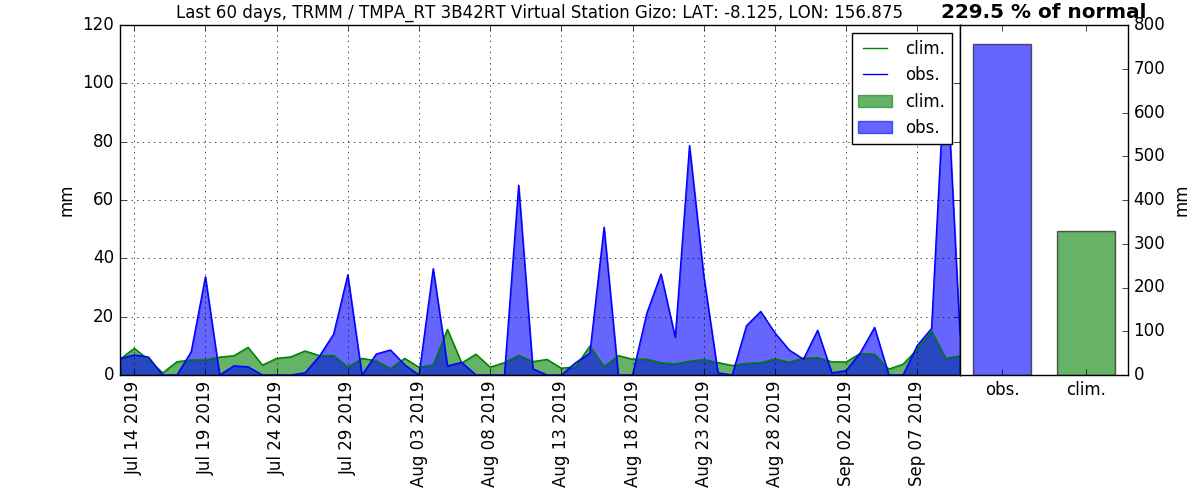 Last 60 days, TRMM / TMPA_RT 3B42RT Virtual Station Gizo: LAT: -8.125, LON: 156.875
229.5 % of normal
120
100
80
60
40
20
0
mm
clim.
obs.
clim.
obs.
800
700
600
500
400
300
200
100
0
mm
Jul 14 2019
Jul 19 2019
Jul 24 2019
Jul 29 2019
Aug 03 2019
Aug 08 2019
Aug 13 2019
Aug 18 2019
Aug 23 2019
Aug 28 2019
Sep 02 2019
Sep 07 2019
obs.
clim.